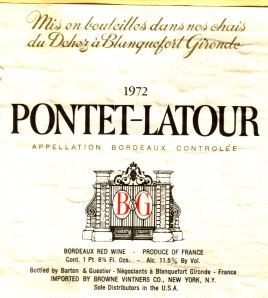 Mis en bouteilles dans nos chais
du Dehez à Blanquefort Gironde
1972
PONTET-LATOUR
APPELLATION BORDEAUX CONTROLÉE
B&G
BORDEAUX RED WINE - PRODUCE OF FRANCE
Cont. 1 Pt. 8¾ Fl. Ozs. - Alc. 11.5% By Vol.
Bottled by Barton & Guestier - Négociants à Blanquefort Gironde - France
IMPORTED BY BROWNE VINTNERS CO., NEW YORK, N.Y.
Sole Distributors in the U.S.A.